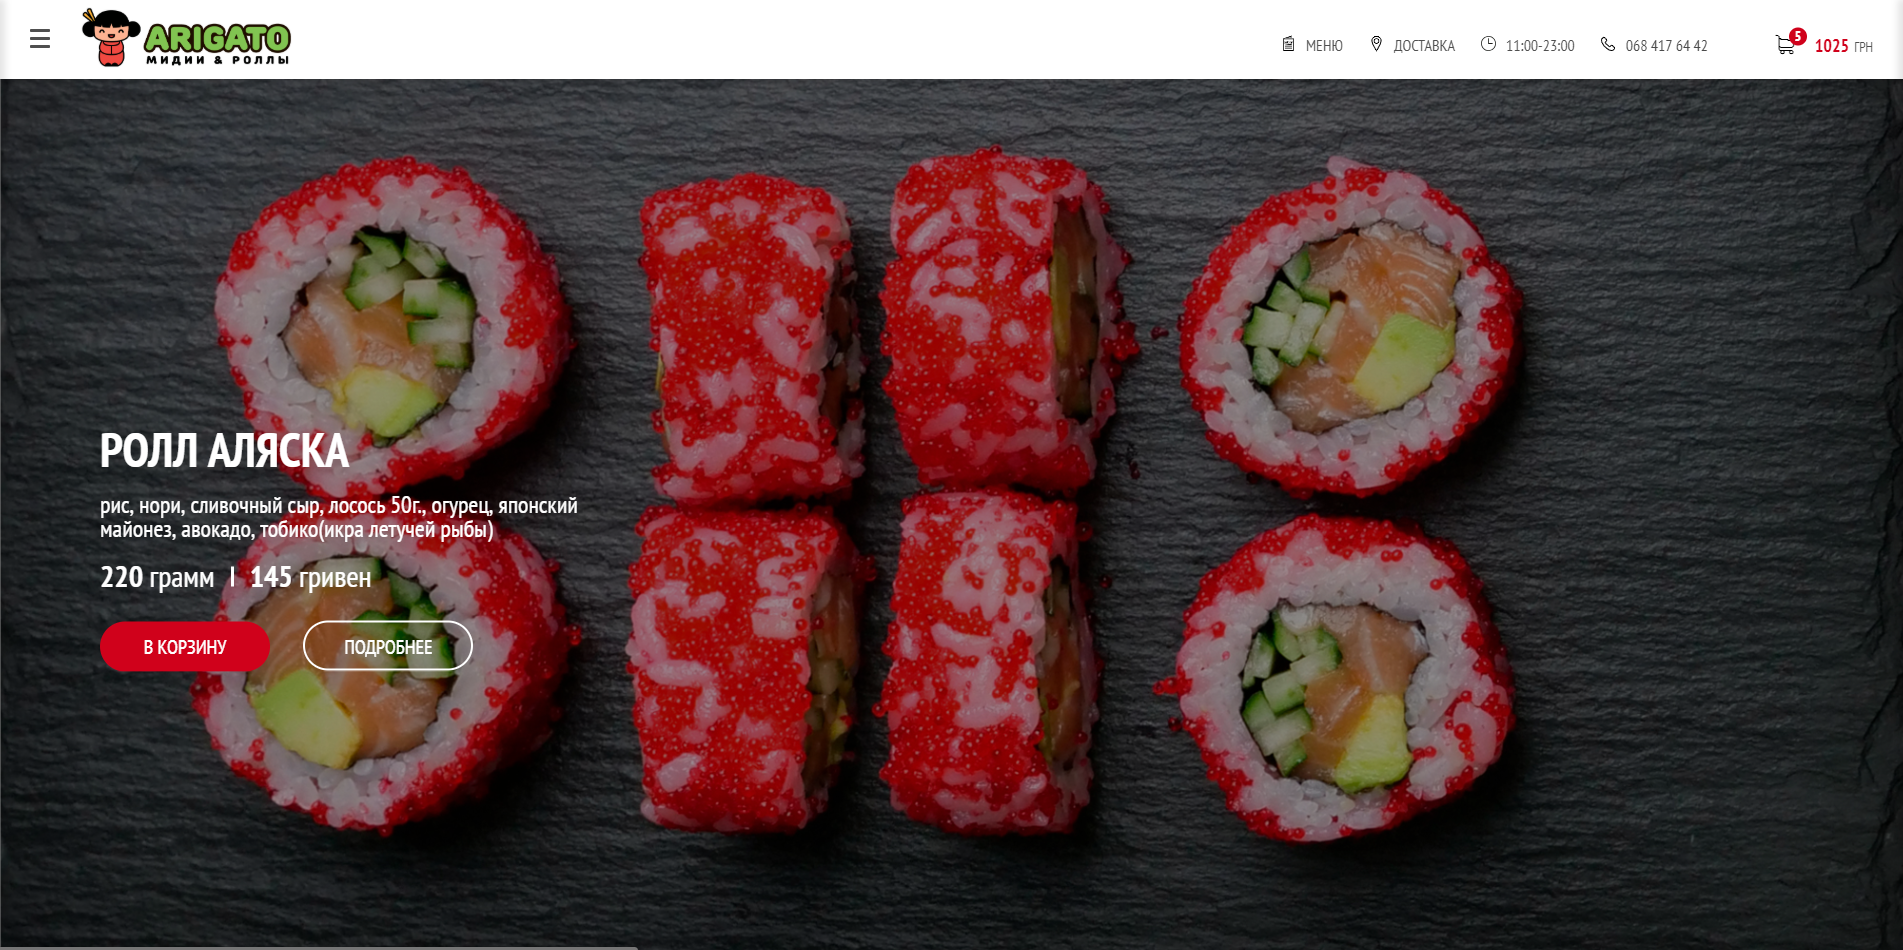 ARIGATO
МИДИИ & РОЛЛЫ
МЕНЮ
ДОСТАВКА
11:00-23:00
068 417 64 42
5
1025 ГРН
РОЛЛ АЛЯСКА
рис, нори, сливочный сыр, лосось 50г., огурец, японский
майонез, авокадо, тобико(икра летучей рыбы)
220 грамм I 145 гривен
В КОРЗИНУ
ПОДРОБНЕЕ